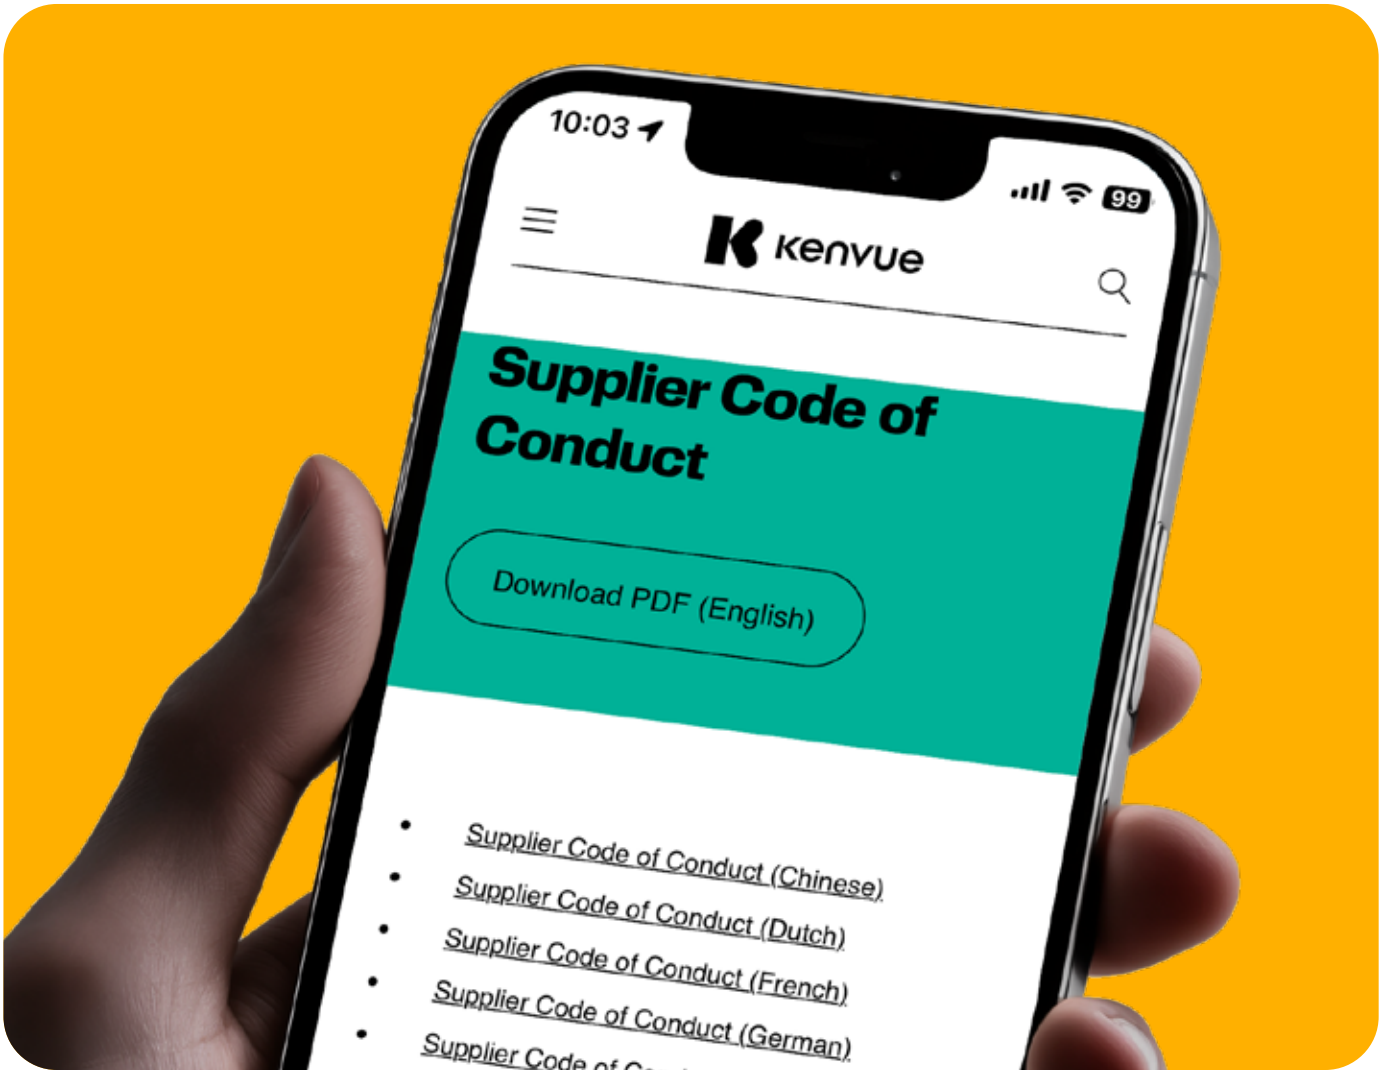 10:03
99
Kenvue
Supplier Code of
Conduct
Download PDF (English)
Supplier Code of Conduct (Chinese)
Supplier Code of Conduct (Dutch)
Supplier Code of Conduct (French)
Supplier Code of Conduct (German)
Supplier Code of